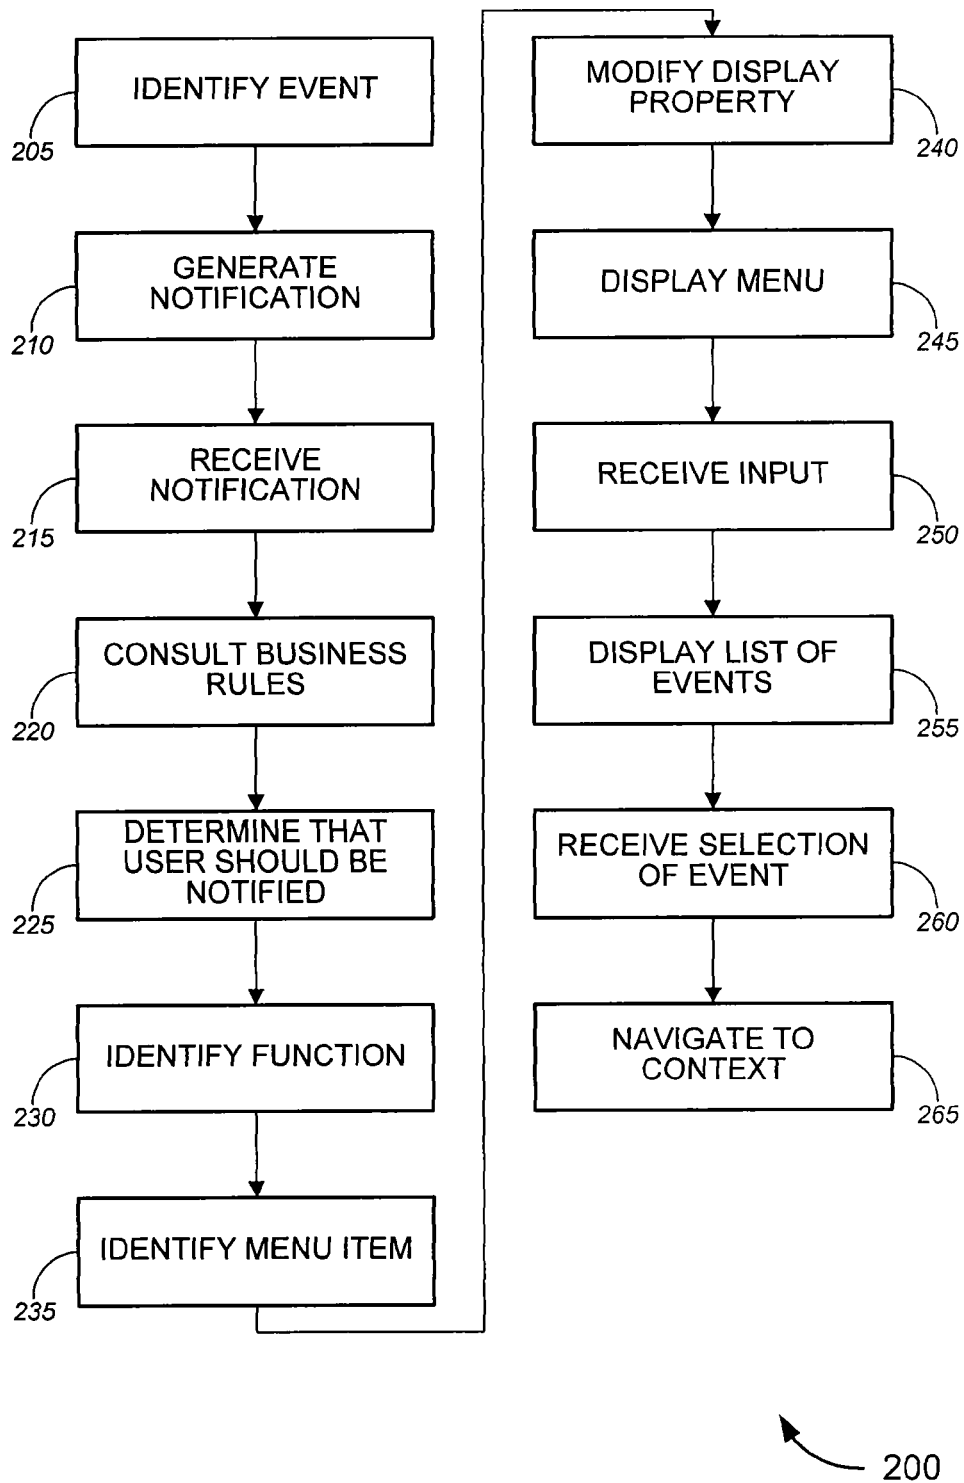 IDENTIFY EVENT
205
GENERATE
NOTIFICATION
210
RECEIVE
NOTIFICATION
215
CONSULT BUSINESS
RULES
220
DETERMINE THAT
USER SHOULD BE
NOTIFIED
225
IDENTIFY FUNCTION
230
IDENTIFY MENU ITEM
235
MODIFY DISPLAY
PROPERTY
240
DISPLAY MENU
245
RECEIVE INPUT
250
DISPLAY LIST OF
EVENTS
255
RECEIVE SELECTION
OF EVENT
260
NAVIGATE TO
CONTEXT
265
200